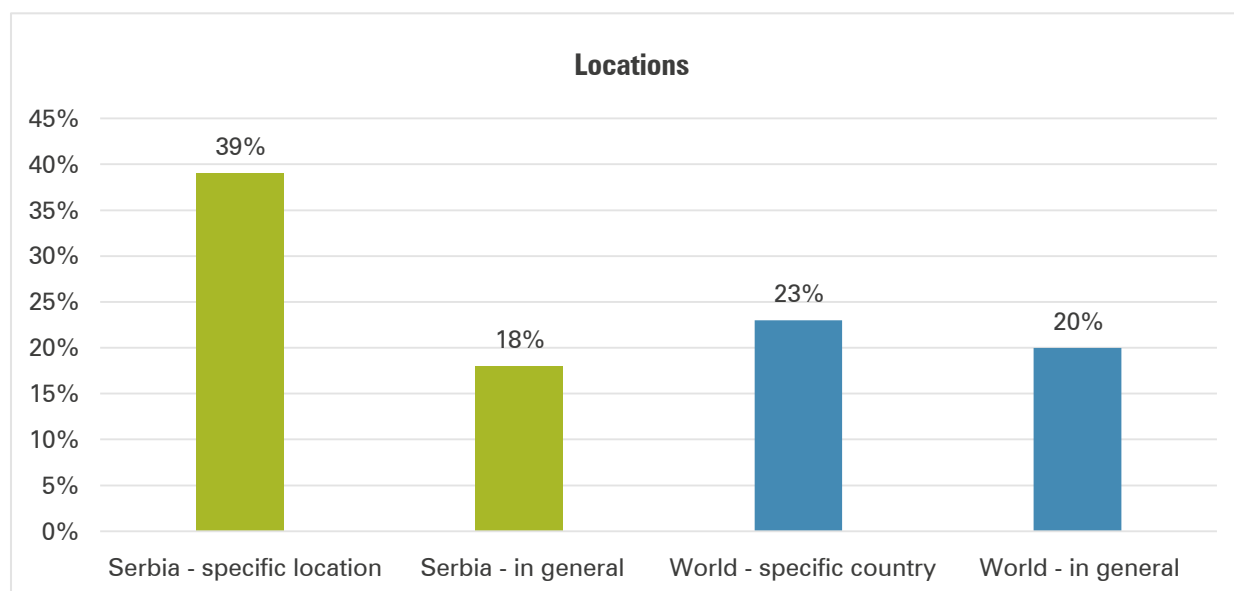 Locations
45%
40%
35%
30%
25%
20%
15%
10%
5%
0%
39%
18%
23%
20%
Serbia - specific location
Serbia - in general
World - specific country
World - in general